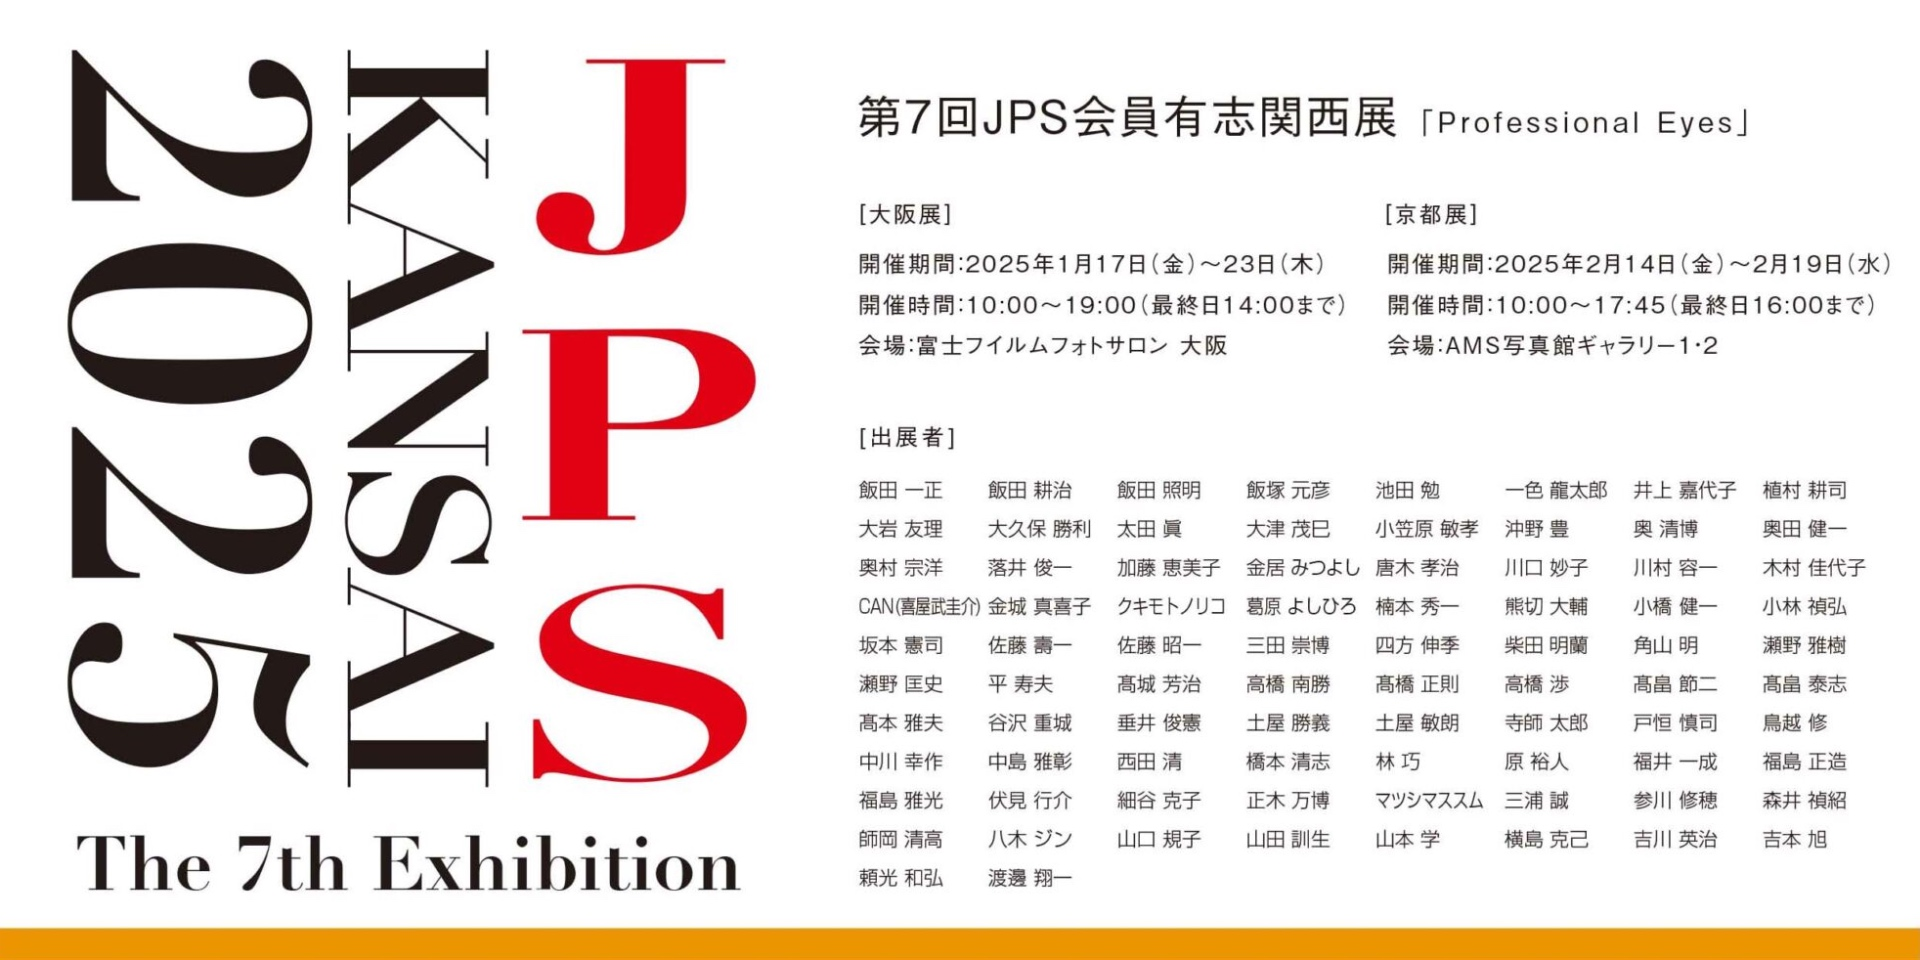 JPS
KANSAI
2025
The 7th Exhibition
第7回JPS会員有志関西展「Professional Eyes」
[大阪展]
開催期間:2025年1月17日(金)～23日(木)
開催時間:10:00～19:00(最終日14:00まで)
会場:富士フイルムフォトサロン 大阪
[京都展]
開催期間:2025年2月14日(金)～2月19日(水)
開催時間:10:00～17:45(最終日16:00まで)
会場:AMS写真館ギャラリー1・2
[出展者]
飯田 一正 飯田 耕治 飯田 照明 飯塚 元彦 池田 勉 一色 龍太郎 井上 嘉代子 植村 耕司
大岩 友理 大久保 勝利 太田 眞 大津 茂巳 小笠原 敏孝 沖野 豊 奥 清博 奥田 健一
奥村 宗洋 落井 俊一 加藤 恵美子 金居 みつよし 唐木 孝治 川口 妙子 川村 容一 木村 佳代子
CAN(喜屋武圭介) 金城 真喜子 クキモトノリコ 葛原 よしひろ 楠本 秀一 熊切 大輔 小橋 健一 小林 禎弘
坂本 憲司 佐藤 壽一 佐藤 昭一 三田 崇博 四方 伸季 柴田 明蘭 角山 明 瀬野 雅樹
瀬野 匡史 平 寿夫 髙城 芳治 高橋 南勝 髙橋 正則 高橋 渉 髙畠 節二 髙畠 泰志
髙本 雅夫 谷沢 重城 垂井 俊憲 土屋 勝義 土屋 敏朗 寺師 太郎 戸恒 慎司 鳥越 修
中川 幸作 中島 雅彰 西田 清 橋本 清志 林 巧 原 裕人 福井 一成 福島 正造
福島 雅光 伏見 行介 細谷 克子 正木 万博 マツシマススム 三浦 誠 参川 修穂 森井 禎紹
師岡 清高 八木 ジン 山口 規子 山田 訓生 山本 学 横島 克己 吉川 英治 吉本 旭
頼光 和弘 渡邊 翔一